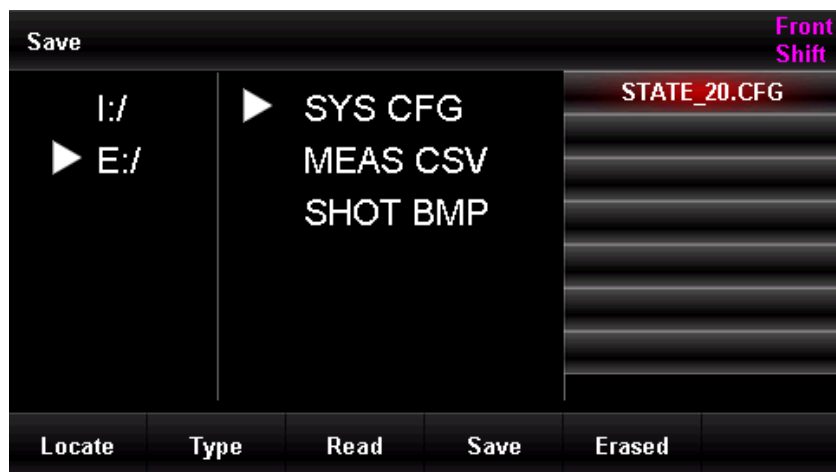 Save
Front
Shift
I:/
E:/
SYS CFG
MEAS CSV
SHOT BMP
STATE_20.CFG
Locate Type Read Save Erased